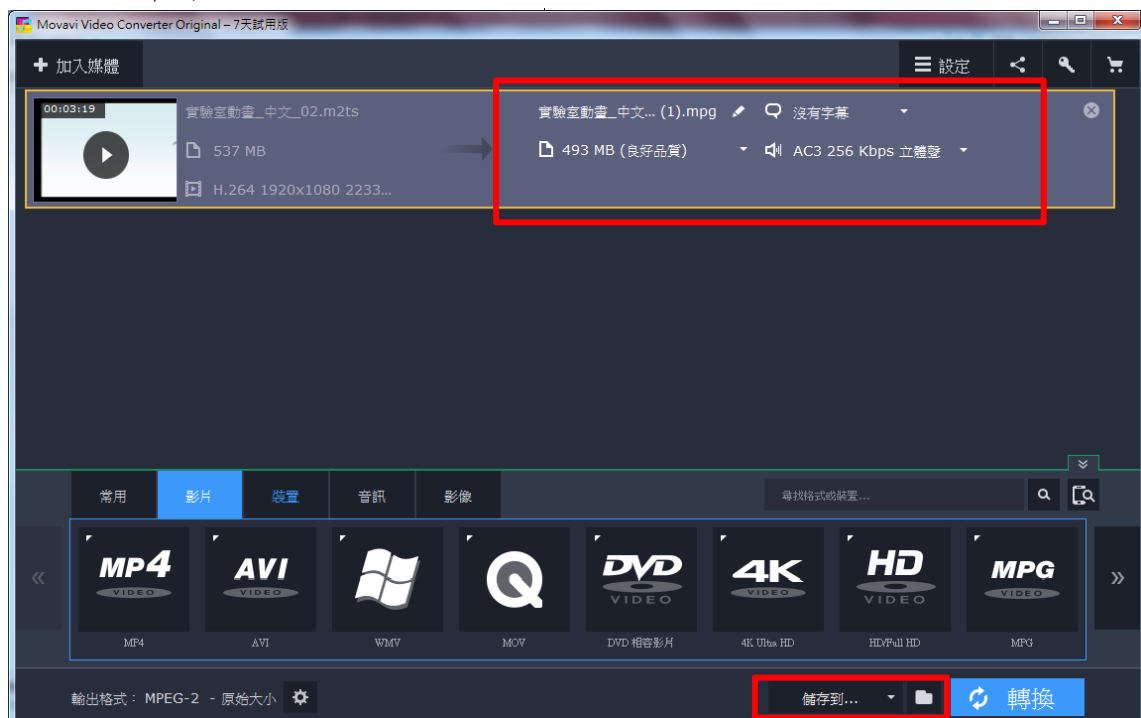 Movavi Video Converter Original – 7天試用版
加入媒體
設定
00:03:19
實驗室動畫_中文_02.m2ts
537 MB
H.264 1920x1080 2233...
實驗室動畫_中文... (1).mpg
沒有字幕
493 MB (良好品質)
AC3 256 Kbps 立體聲
常用 影片 裝置 音訊 影像
尋找格式或裝置...
MP4 VIDEO
AVI VIDEO
DVD VIDEO
4K VIDEO
HD VIDEO
MPG VIDEO
MP4 AVI WMV MOV DVD 相容影片 4K Ultra HD HD/Full HD MPG
輸出格式： MPEG-2 - 原始大小
儲存到...
轉換